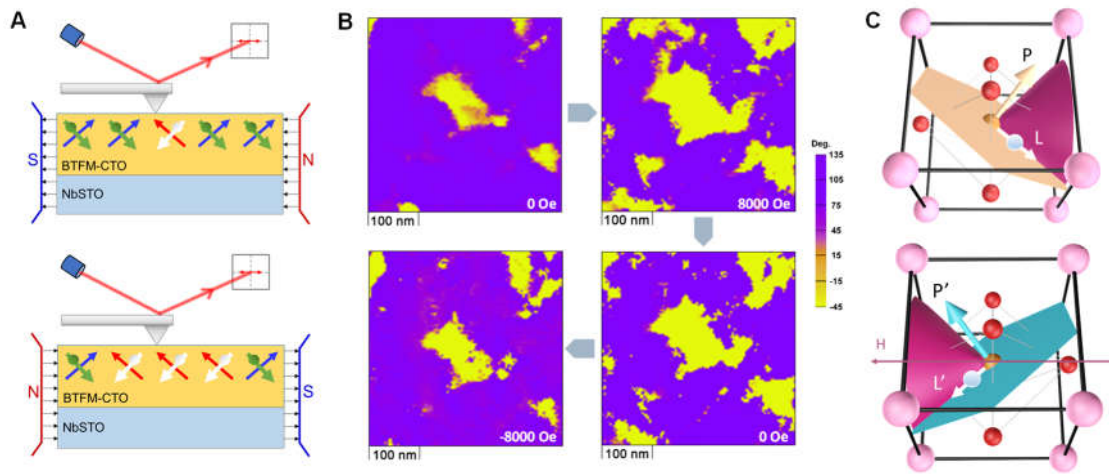 A
S
N
BTFM-CTO
NbSTO
N
S
BTFM-CTO
NbSTO
B
0 Oe
100 nm
8000 Oe
100 nm
Deg.
135
105
75
45
15
-15
-45
-8000 Oe
100 nm
0 Oe
100 nm
C
P
L
P'
H
L'